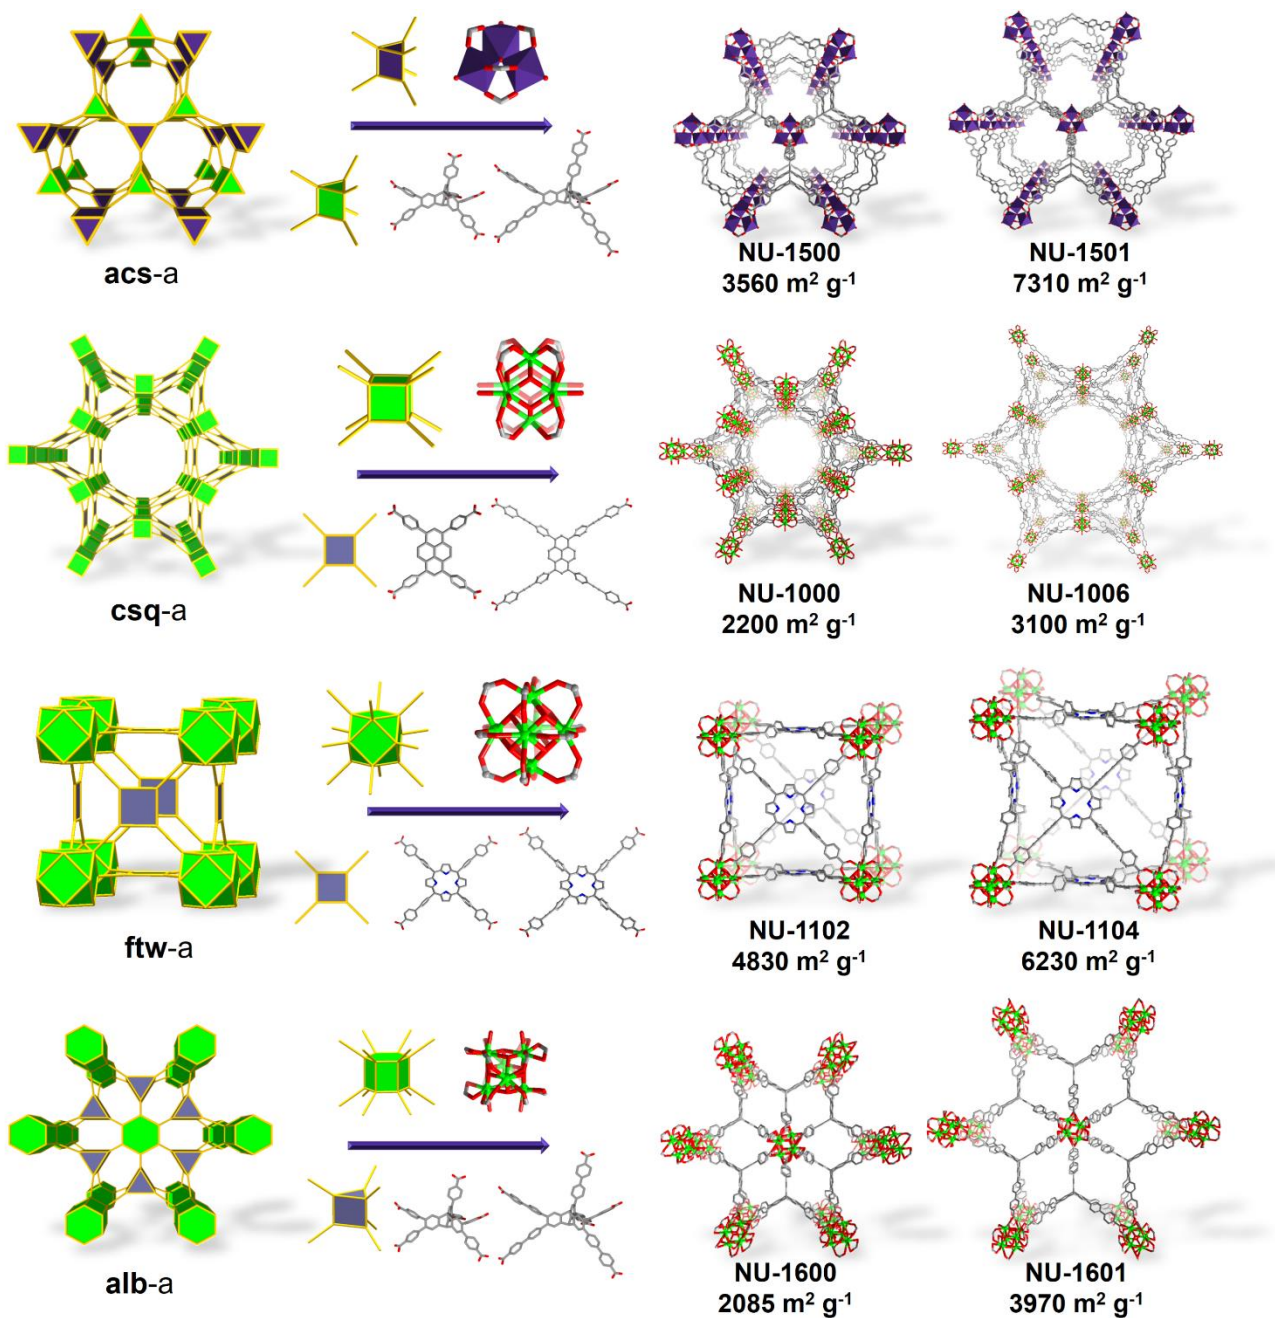 acs-a
NU-1500
3560 m² g⁻¹
NU-1501
7310 m² g⁻¹
csq-a
NU-1000
2200 m² g⁻¹
NU-1006
3100 m² g⁻¹
ftw-a
NU-1102
4830 m² g⁻¹
NU-1104
6230 m² g⁻¹
alb-a
NU-1600
2085 m² g⁻¹
NU-1601
3970 m² g⁻¹